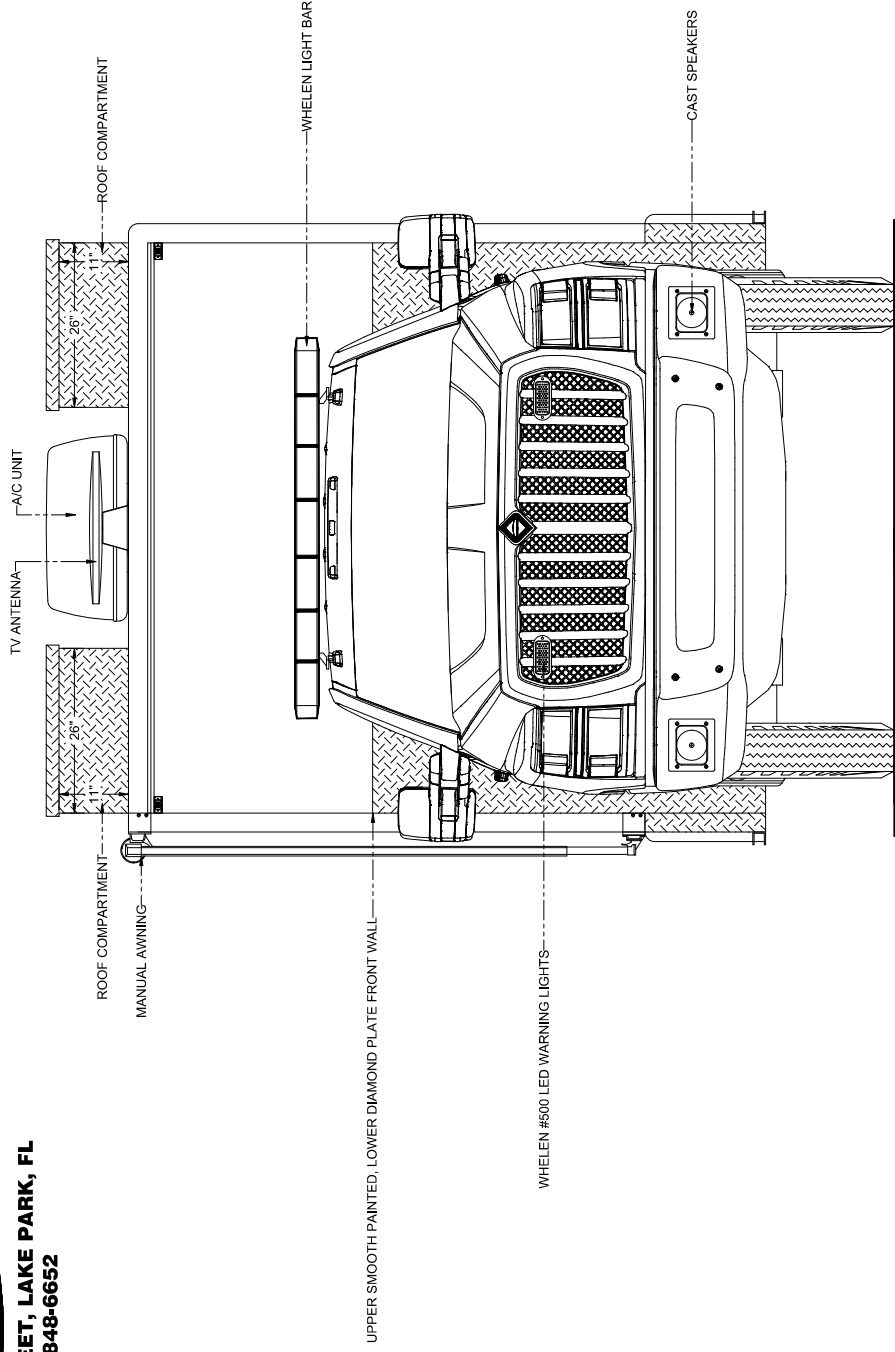 EET, LAKE PARK, FL
848-6652
TV ANTENNA
A/C UNIT
ROOF COMPARTMENT
ROOF COMPARTMENT
26"
11"
26"
11"
MANUAL AWNING
WHELEN LIGHT BAR
UPPER SMOOTH PAINTED, LOWER DIAMOND PLATE FRONT WALL
WHELEN #500 LED WARNING LIGHTS
CAST SPEAKERS